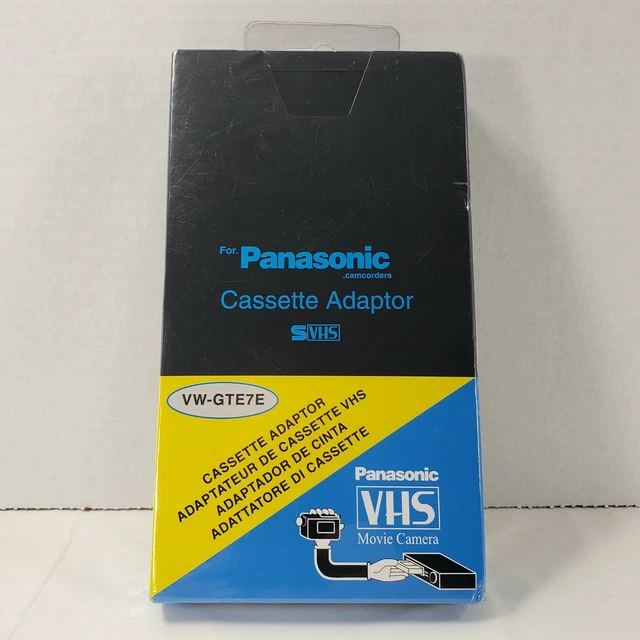 For. Panasonic
.camcorders
Cassette Adaptor
S VHS
VW-GTE7E
CASSETTE ADAPTOR
ADAPTATEUR DE CASSETTE VHS
ADAPTADOR DE CINTA
ADATTATORE DI CASSETTE
Panasonic
VHS
Movie Camera